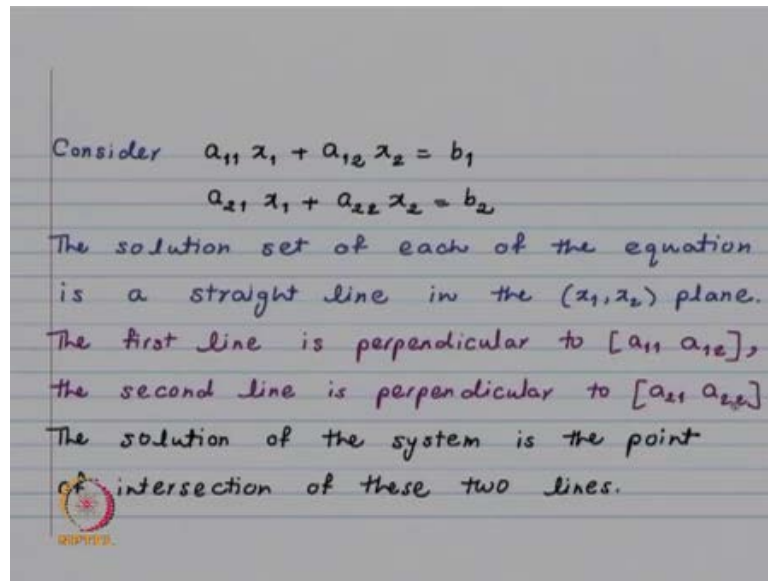 Consider a₁₁ x₁ + a₁₂ x₂ = b₁
a₂₁ x₁ + a₂₂ x₂ = b₂
The solution set of each of the equation
is a straight line in the (x₁, x₂) plane.
The first line is perpendicular to [a₁₁ a₁₂],
the second line is perpendicular to [a₂₁ a₂₂]
The solution of the system is the point
of intersection of these two lines.
NPTEL